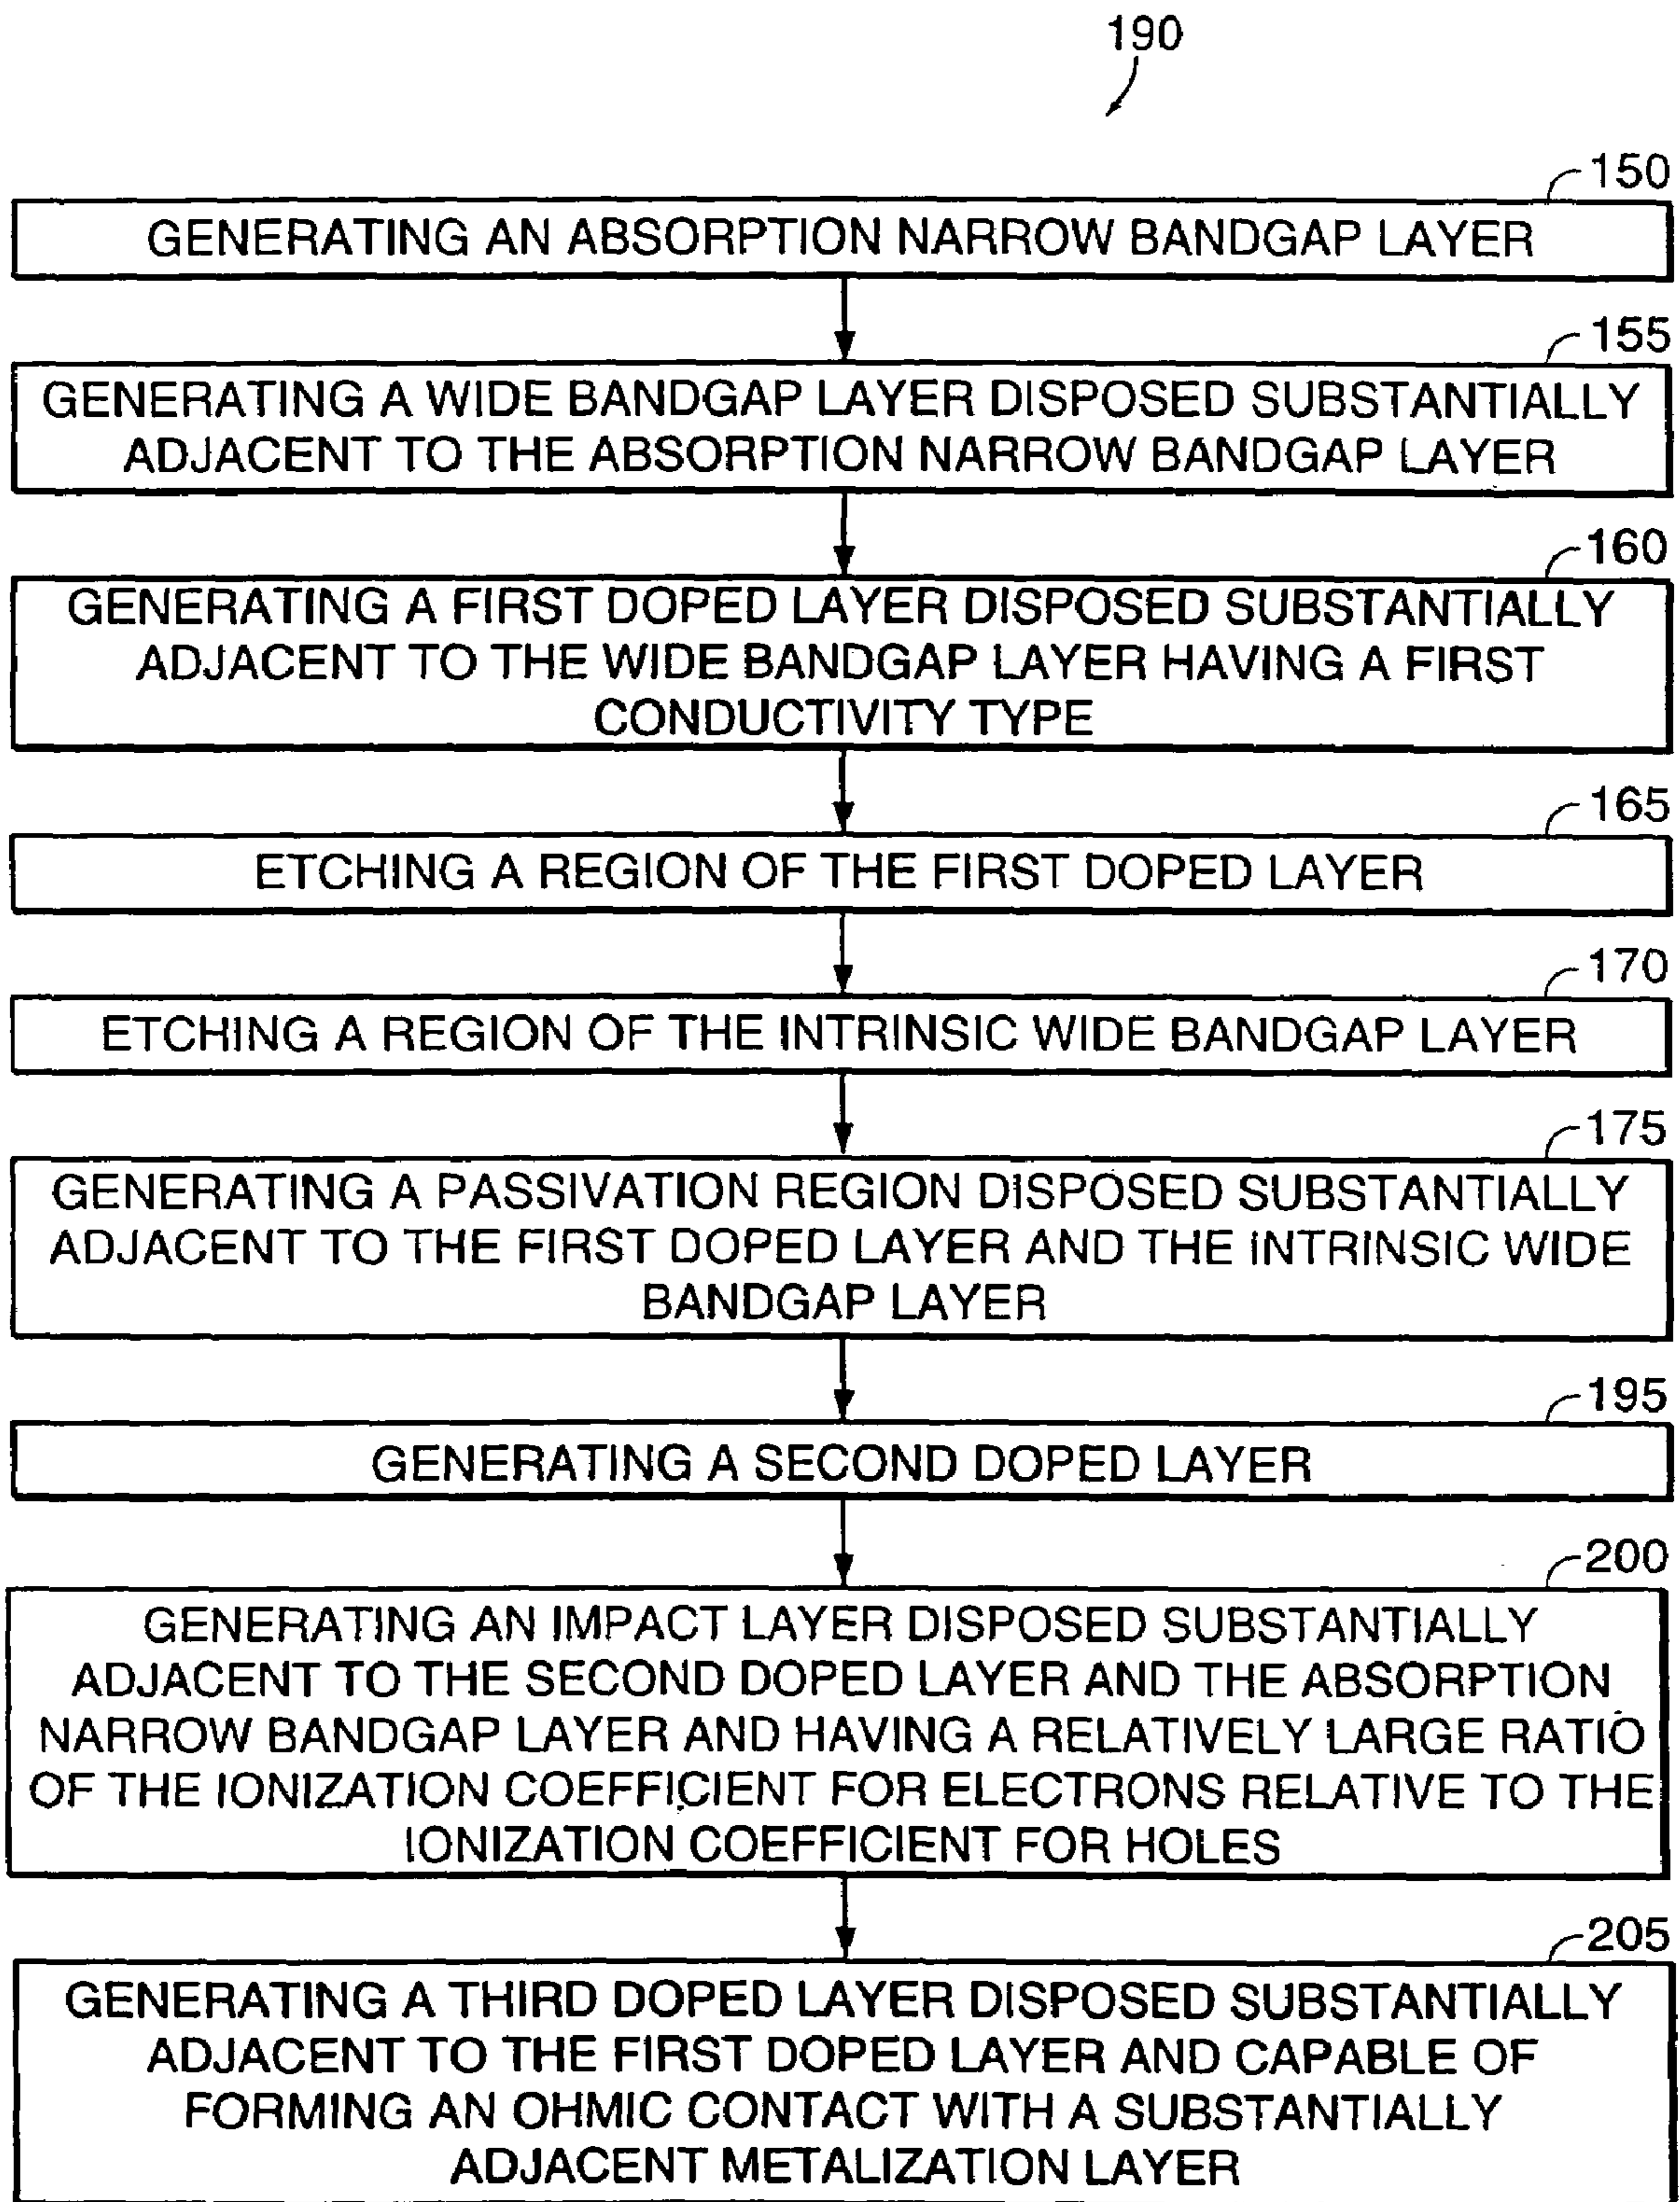 190
150
GENERATING AN ABSORPTION NARROW BANDGAP LAYER
155
GENERATING A WIDE BANDGAP LAYER DISPOSED SUBSTANTIALLY
ADJACENT TO THE ABSORPTION NARROW BANDGAP LAYER
160
GENERATING A FIRST DOPED LAYER DISPOSED SUBSTANTIALLY
ADJACENT TO THE WIDE BANDGAP LAYER HAVING A FIRST
CONDUCTIVITY TYPE
165
ETCHING A REGION OF THE FIRST DOPED LAYER
170
ETCHING A REGION OF THE INTRINSIC WIDE BANDGAP LAYER
175
GENERATING A PASSIVATION REGION DISPOSED SUBSTANTIALLY
ADJACENT TO THE FIRST DOPED LAYER AND THE INTRINSIC WIDE
BANDGAP LAYER
195
GENERATING A SECOND DOPED LAYER
200
GENERATING AN IMPACT LAYER DISPOSED SUBSTANTIALLY
ADJACENT TO THE SECOND DOPED LAYER AND THE ABSORPTION
NARROW BANDGAP LAYER AND HAVING A RELATIVELY LARGE RATIO
OF THE IONIZATION COEFFICIENT FOR ELECTRONS RELATIVE TO THE
IONIZATION COEFFICIENT FOR HOLES
205
GENERATING A THIRD DOPED LAYER DISPOSED SUBSTANTIALLY
ADJACENT TO THE FIRST DOPED LAYER AND CAPABLE OF
FORMING AN OHMIC CONTACT WITH A SUBSTANTIALLY
ADJACENT METALIZATION LAYER